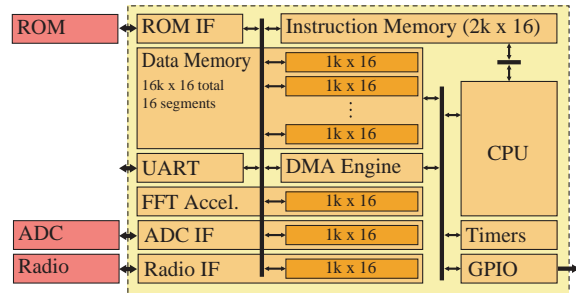 ROM
ROM IF
Instruction Memory (2k x 16)
Data Memory
16k x 16 total
16 segments
1k x 16
1k x 16
1k x 16
CPU
UART
DMA Engine
FFT Accel.
1k x 16
ADC
ADC IF
1k x 16
Timers
Radio
Radio IF
1k x 16
GPIO